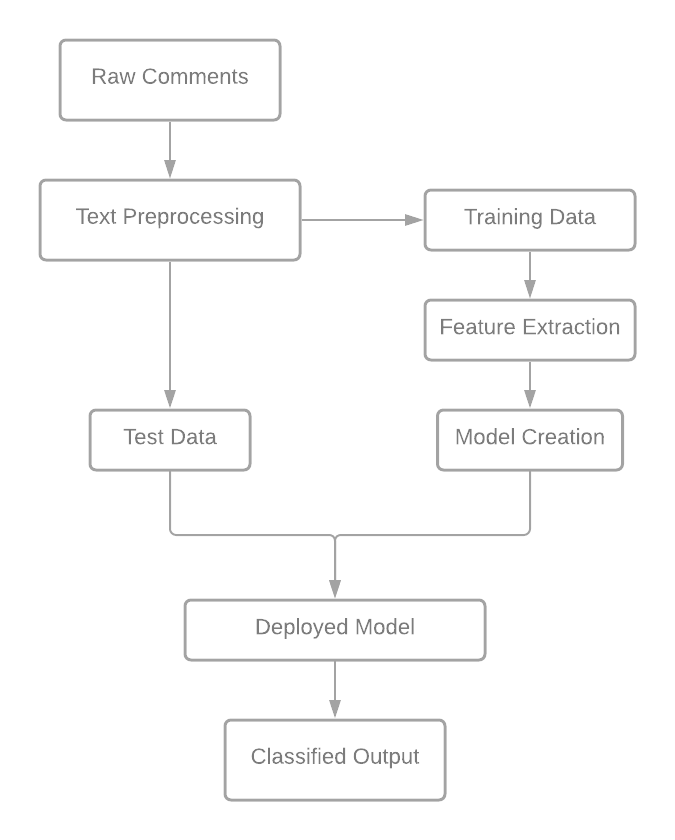 Raw Comments
Text Preprocessing
Training Data
Feature Extraction
Test Data
Model Creation
Deployed Model
Classified Output